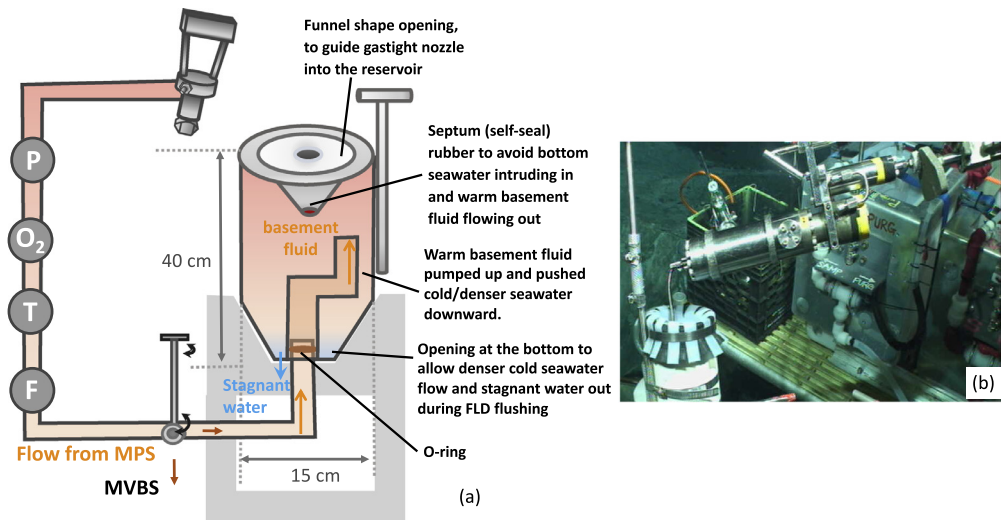 Funnel shape opening,
to guide gastight nozzle
into the reservoir
Septum (self-seal)
rubber to avoid bottom
seawater intruding in
and warm basement
fluid flowing out
Warm basement fluid
pumped up and pushed
cold/denser seawater
downward.
Opening at the bottom to
allow denser cold seawater
flow and stagnant water out
during FLD flushing
O-ring
P
O2
T
F
basement
fluid
40 cm
Stagnant
water
Flow from MPS
MVBS
15 cm
(a)
PURG
SAMP
PURG
(b)